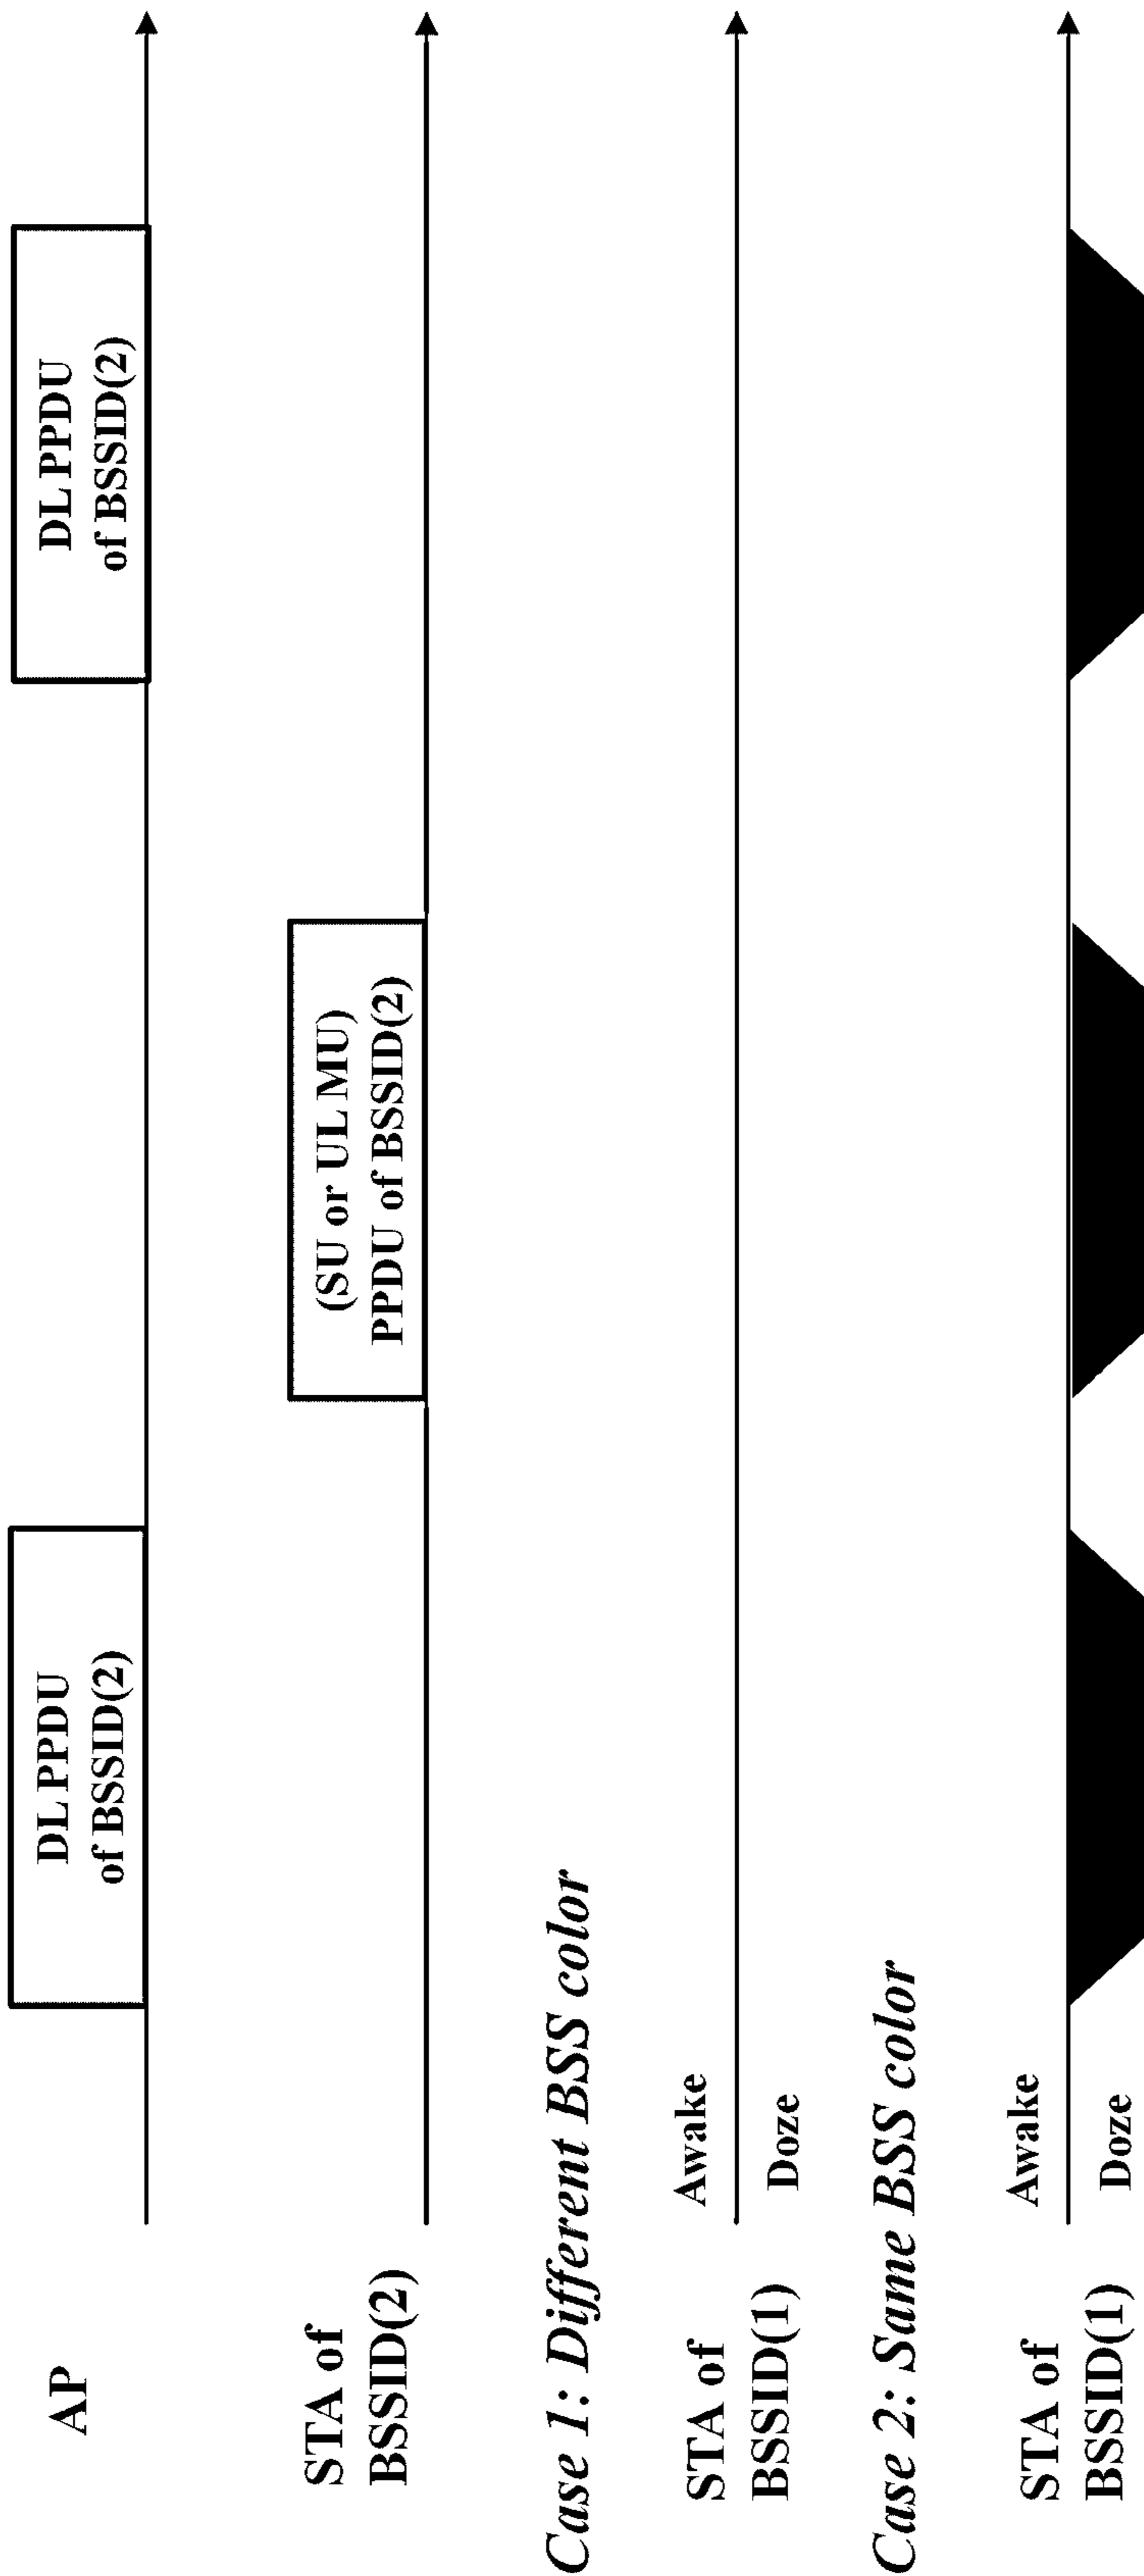 AP
DL PPDU
of BSSID(2)
DL PPDU
of BSSID(2)
STA of
BSSID(2)
(SU or UL MU)
PPDU of BSSID(2)
Case 1: Different BSS color
STA of
BSSID(1)
Awake
Doze
Case 2: Same BSS color
STA of
BSSID(1)
Awake
Doze